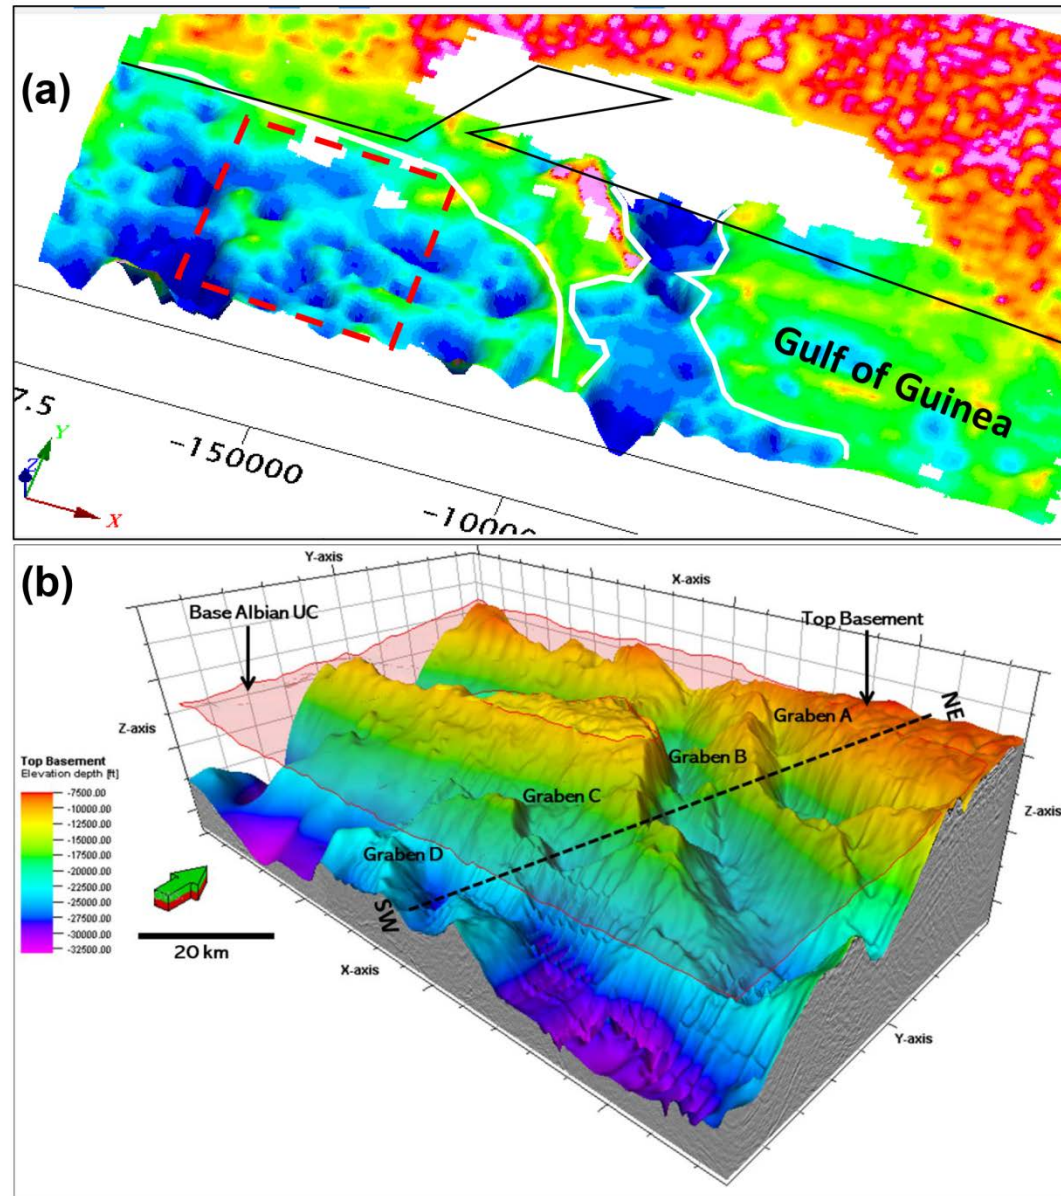 (a)
Gulf of Guinea
7.5
-150000
Y
Z
X
(b)
Y-axis
X-axis
Base Albian UC
Top Basement
NE
Z-axis
Graben A
Graben B
Graben C
Graben D
SW
Z-axis
Top Basement
Elevation depth [ft]
-7500.00
-10000.00
-12500.00
-15000.00
-17500.00
-20000.00
-22500.00
-25000.00
-27500.00
-30000.00
-32500.00
20 km
X-axis
Y-axis